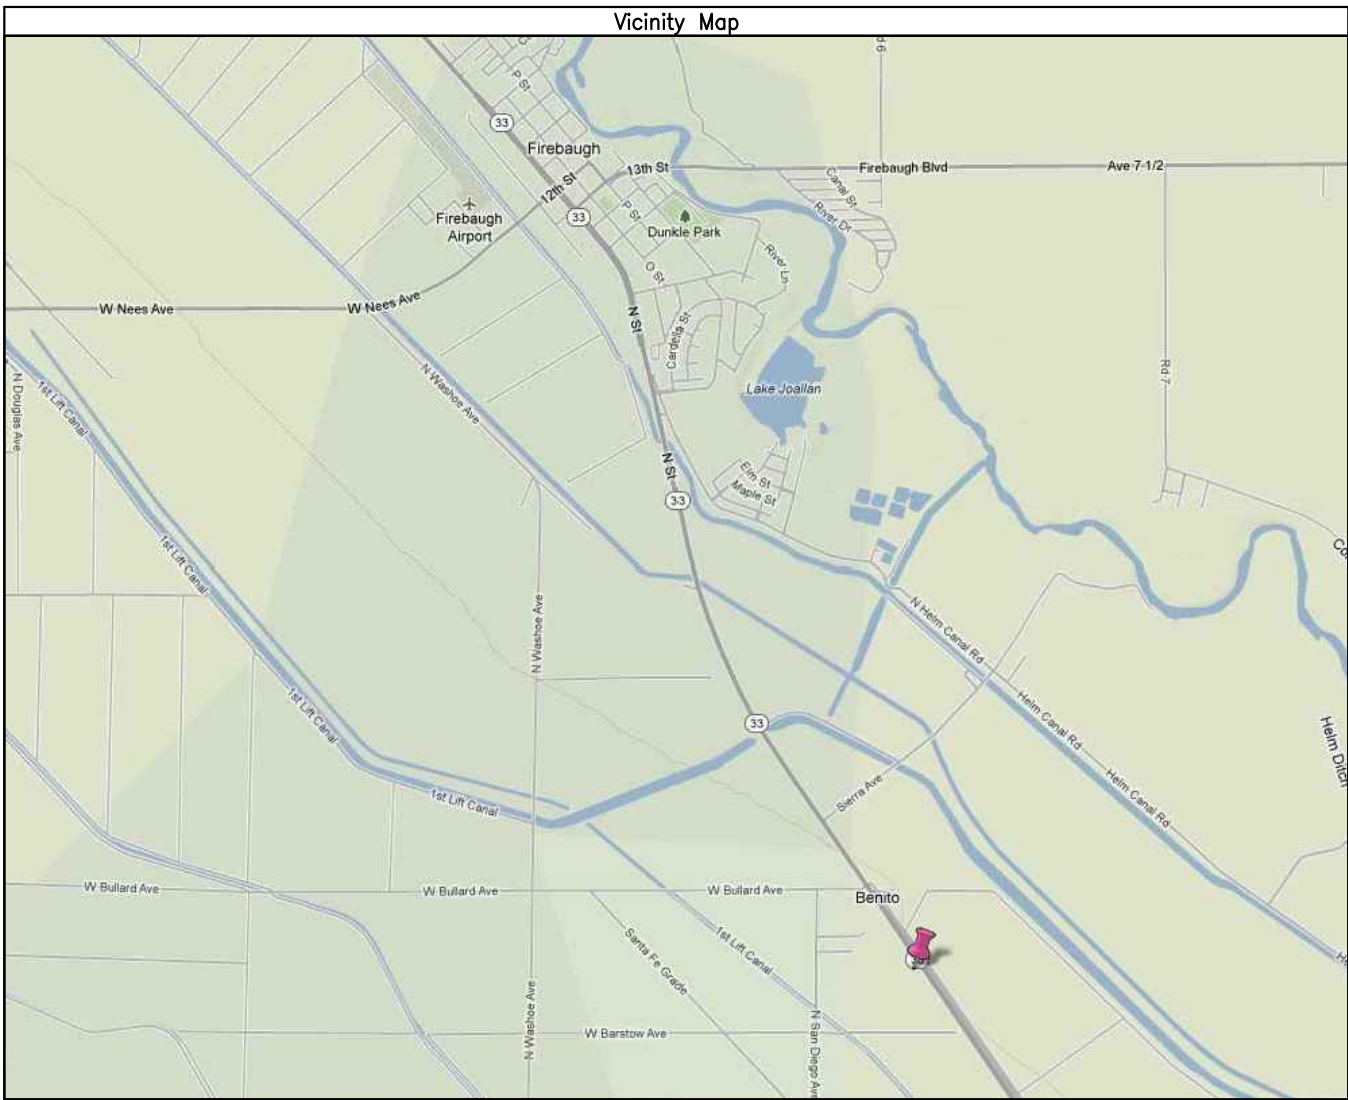 Vicinity Map
P St
33
Firebaugh
13th St
Firebaugh Blvd
Ave 7-1/2
12th St
Canal St
River Dr
Firebaugh
Airport
33
P St
Dunkle Park
O St
River Ln
W Nees Ave
W Nees Ave
N St
Cardella St
N Douglas Ave
1st Lift Canal
N Washoe Ave
Lake Joallan
Rd 7
N St
Elm St
Maple St
33
1st Lift Canal
N Washoe Ave
N Helm Canal Rd
1st Lift Canal
33
Helm Canal Rd
Helm Ditch
1st Lift Canal
Sierra Ave
Helm Canal Rd
W Bullard Ave
W Bullard Ave
W Bullard Ave
Benito
Santa Fe Grade
1st Lift Canal
N Washoe Ave
W Barstow Ave
N San Diego Ave